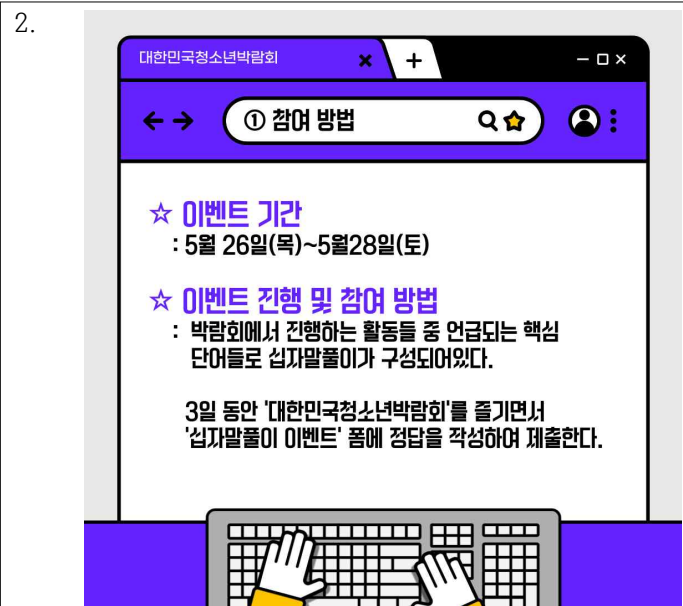 2.
대한민국청소년박람회
① 참여 방법
☆ 이벤트 기간
: 5월 26일(목)~5월28일(토)
☆ 이벤트 진행 및 참여 방법
: 박람회에서 진행하는 활동들 중 언급되는 핵심
단어들로 십자말풀이가 구성되어있다.
3일 동안 '대한민국청소년박람회'를 즐기면서
'십자말풀이 이벤트' 폼에 정답을 작성하여 제출한다.